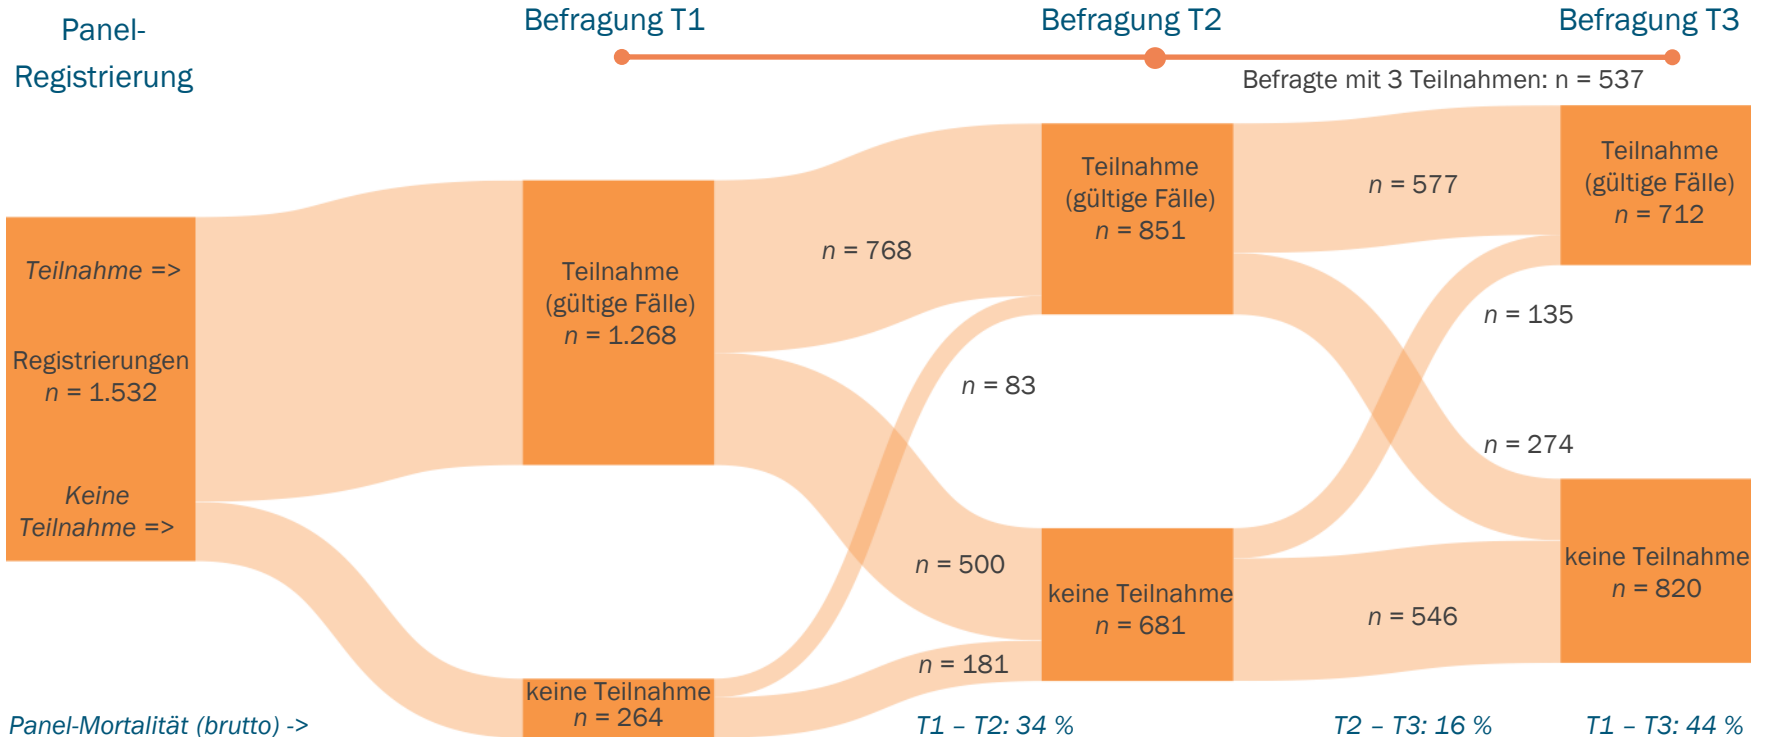 Panel-
Registrierung
Befragung T1
Befragung T2
Befragung T3
Befragte mit 3 Teilnahmen: n = 537
Teilnahme =>
Registrierungen
n = 1.532
Keine
Teilnahme =>
Teilnahme
(gültige Fälle)
n = 1.268
keine Teilnahme
n = 264
n = 768
n = 83
n = 500
n = 181
Teilnahme
(gültige Fälle)
n = 851
keine Teilnahme
n = 681
n = 577
n = 135
n = 274
n = 546
Teilnahme
(gültige Fälle)
n = 712
keine Teilnahme
n = 820
Panel-Mortalität (brutto) ->
T1 – T2: 34 %
T2 – T3: 16 %
T1 – T3: 44 %